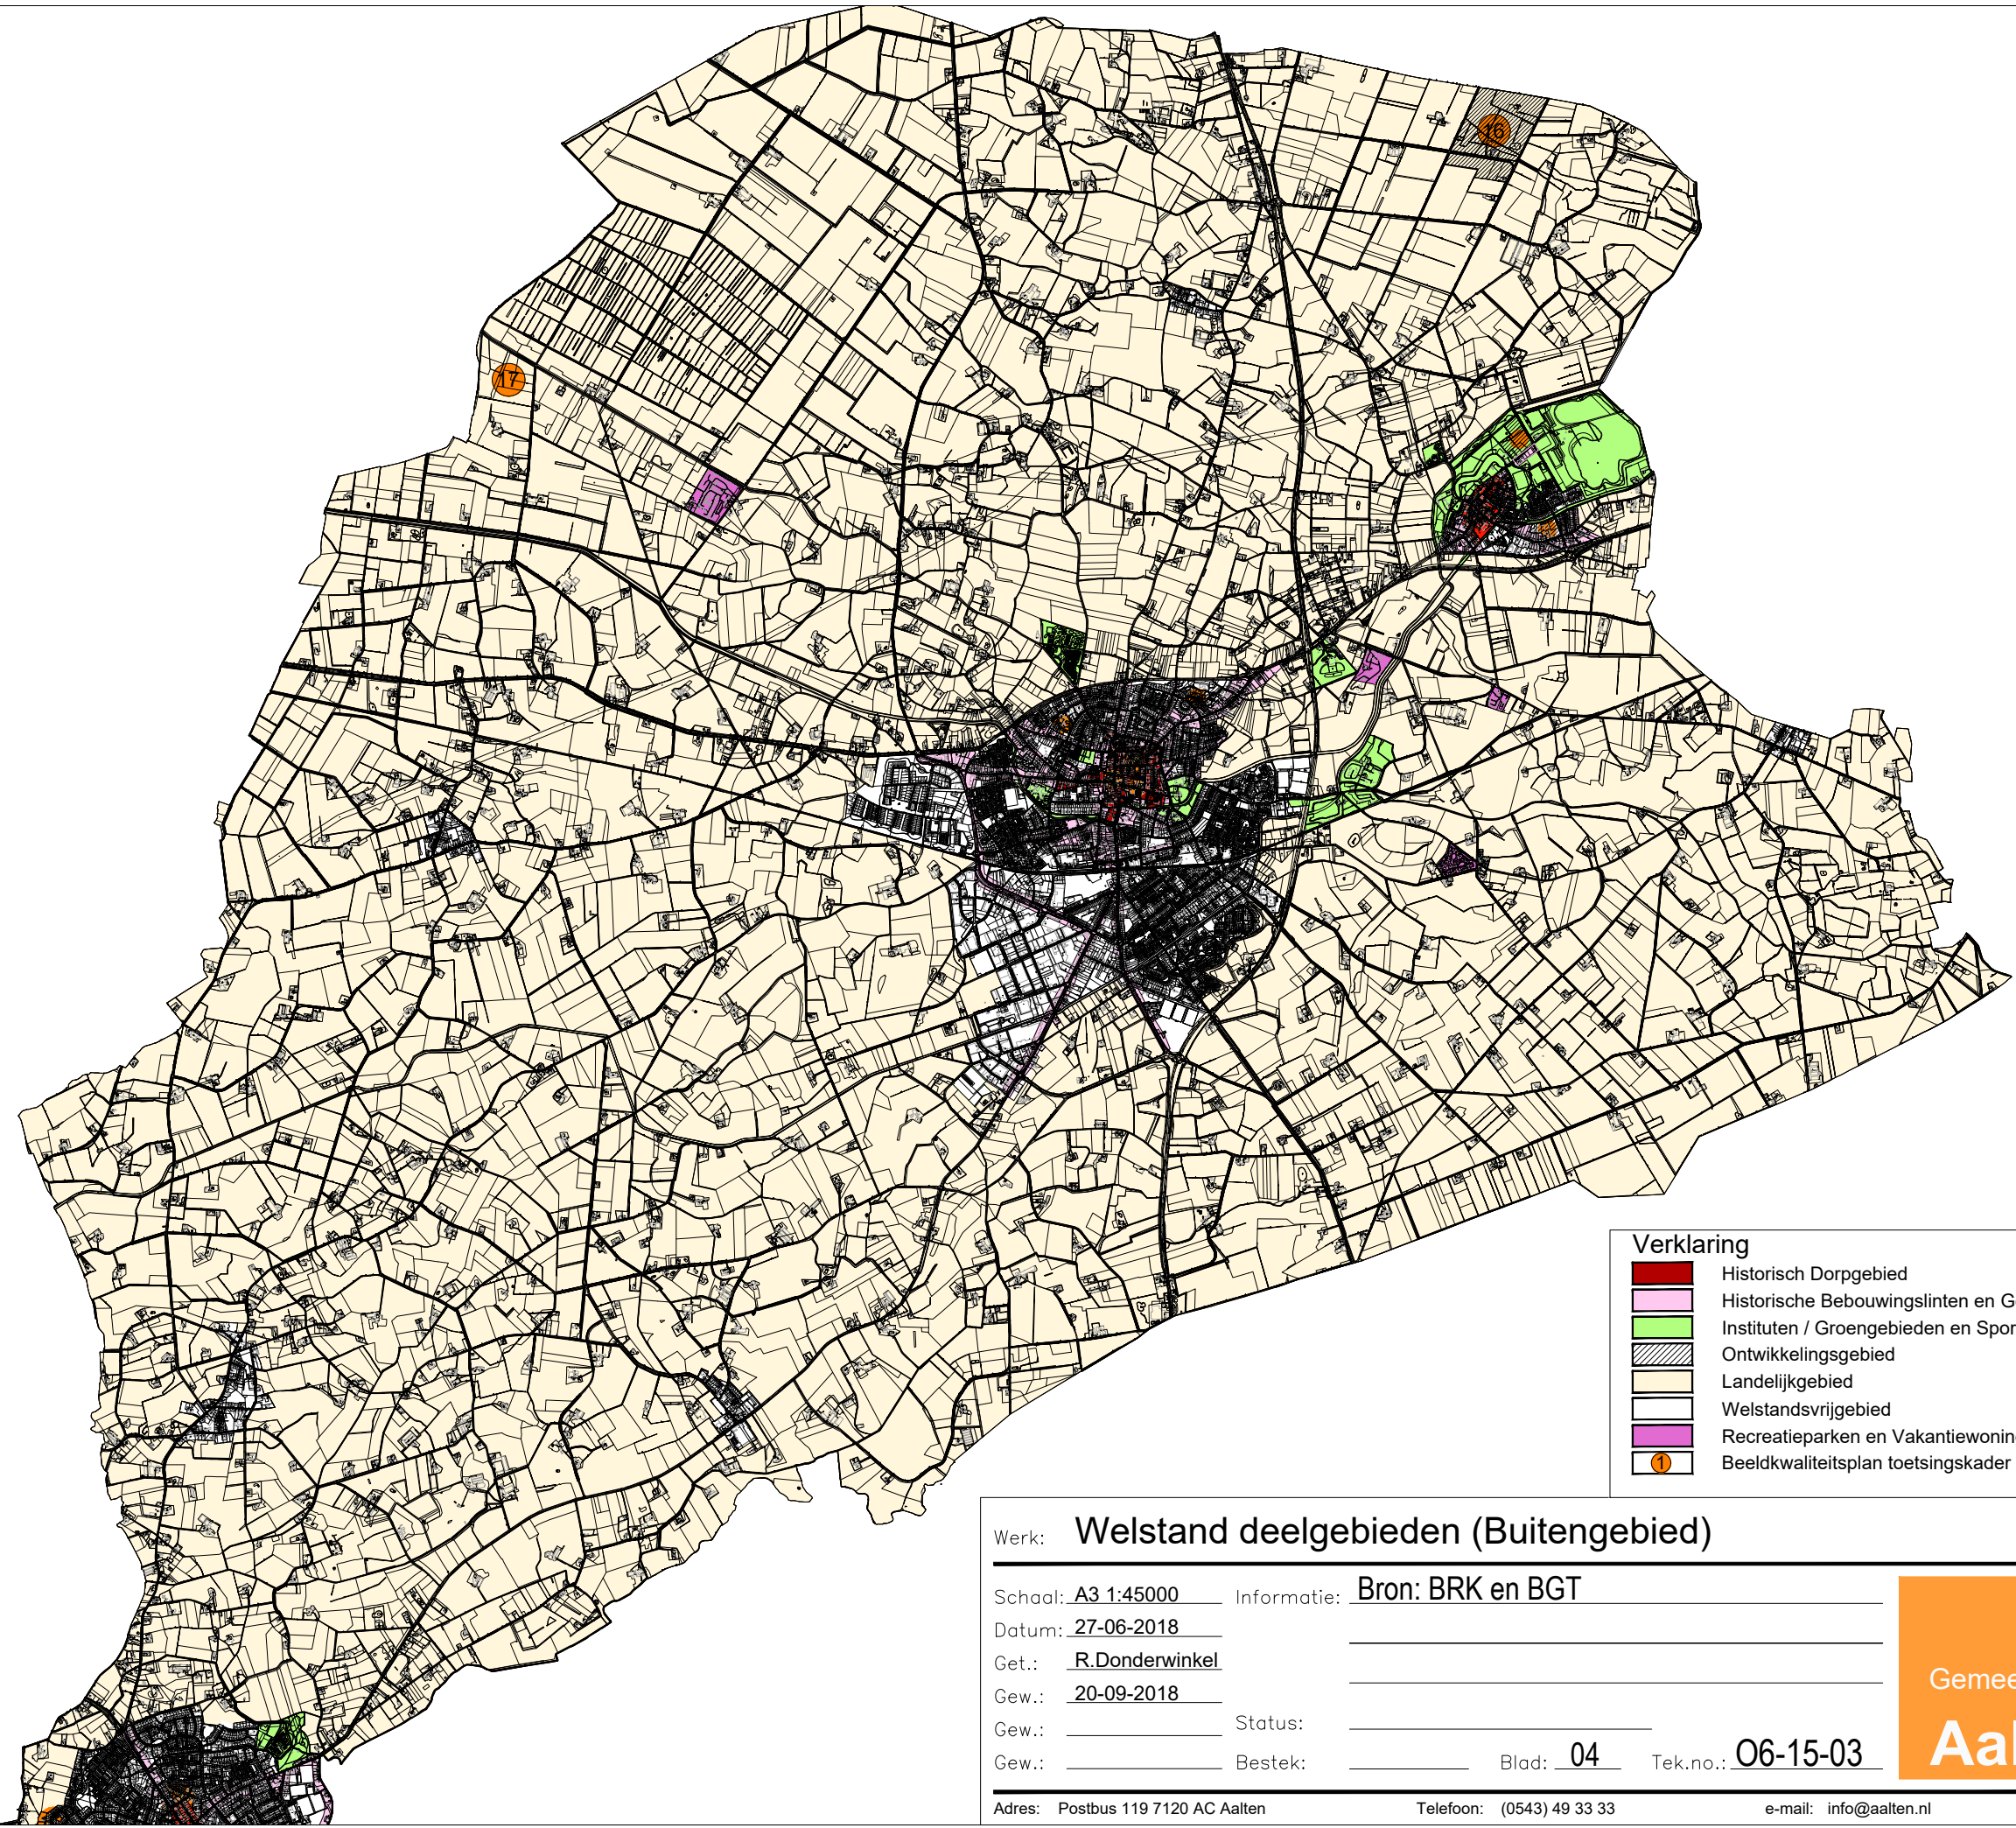 16
17
Verklaring
Historisch Dorpgebied
Historische Bebouwingslinten en G
Instituten / Groengebieden en Spor
Ontwikkelingsgebied
Landelijkgebied
Welstandsvrijgebied
Recreatieparken en Vakantiewonin
1 Beeldkwaliteitsplan toetsingskader
Werk: Welstand deelgebieden (Buitengebied)
Schaal: A3 1:45000 Informatie: Bron: BRK en BGT
Datum: 27-06-2018
Get.: R.Donderwinkel
Gew.: 20-09-2018
Gew.: Status:
Gew.: Bestek: Blad: 04 Tek.no.: O6-15-03
Gemee
Aal
Adres: Postbus 119 7120 AC Aalten Telefoon: (0543) 49 33 33 e-mail: info@aalten.nl